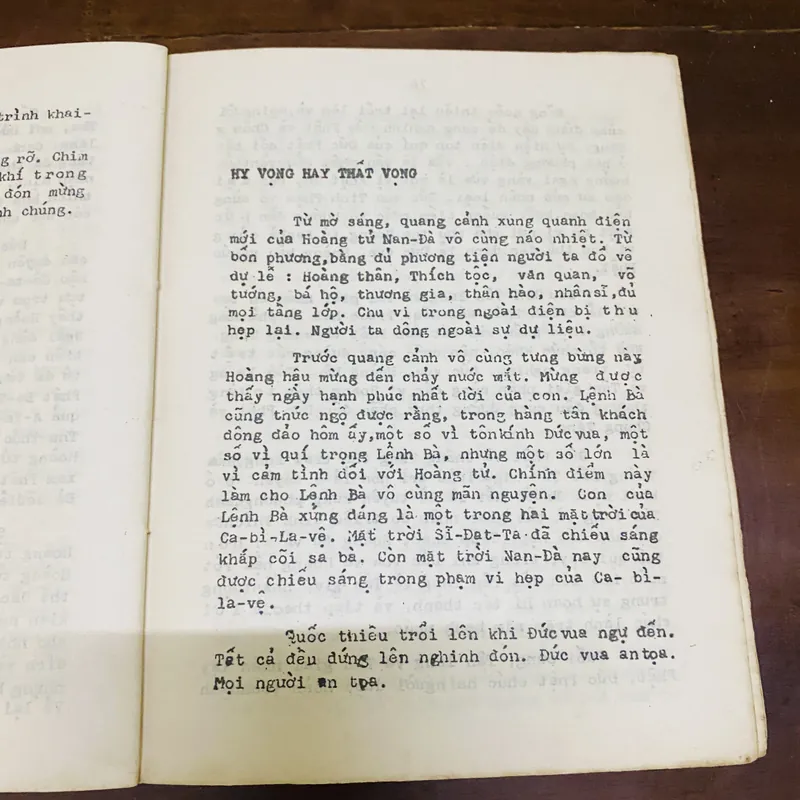 trình khai-
g rỡ. Chim
khí trong
đón mừng
nh chúng.
HY VỌNG HAY THẤT VỌNG
Từ mờ sáng, quang cảnh xung quanh điện
mới của Hoàng tử Nan-Đà vô cùng náo nhiệt. Từ
bốn phương,bằng đủ phương tiện người ta đổ về
dự lễ : Hoàng thân, Thích tộc, văn quan, võ
tướng, bá hộ, thương gia, thân hào, nhân sĩ,đủ
mọi tầng lớp. Chu vi trong ngoài điện bị thu
hẹp lại. Người ta đông ngoài sự dự liệu.
Trước quang cảnh vô cùng tưng bừng này
Hoàng hậu mừng đến chảy nước mắt. Mừng được
thấy ngày hạnh phúc nhất đời của con. Lệnh Bà
cũng thức ngộ được rằng, trong hàng tân khách
đông đảo hôm ấy,một số vì tôn kính Đức vua, một
số vì quí trọng Lệnh Bà, nhưng một số lớn là
vì cảm tình đối với Hoàng tử. Chính điểm này
làm cho Lệnh Bà vô cùng mãn nguyện. Con của
Lệnh Bà xứng đáng là một trong hai mặt trời của
Ca-bì-La-vệ. Mặt trời Sĩ-Đạt-Ta đã chiếu sáng
khắp cõi sa bà. Còn mặt trời Nan-Đà nay cũng
được chiếu sáng trong phạm vi hẹp của Ca- bì-
la-vệ.
Quốc thiều trổi lên khi Đức vua ngự đến.
Tất cả đều đứng lên nghinh đón. Đức vua an tọa.
Mọi người an tọa.